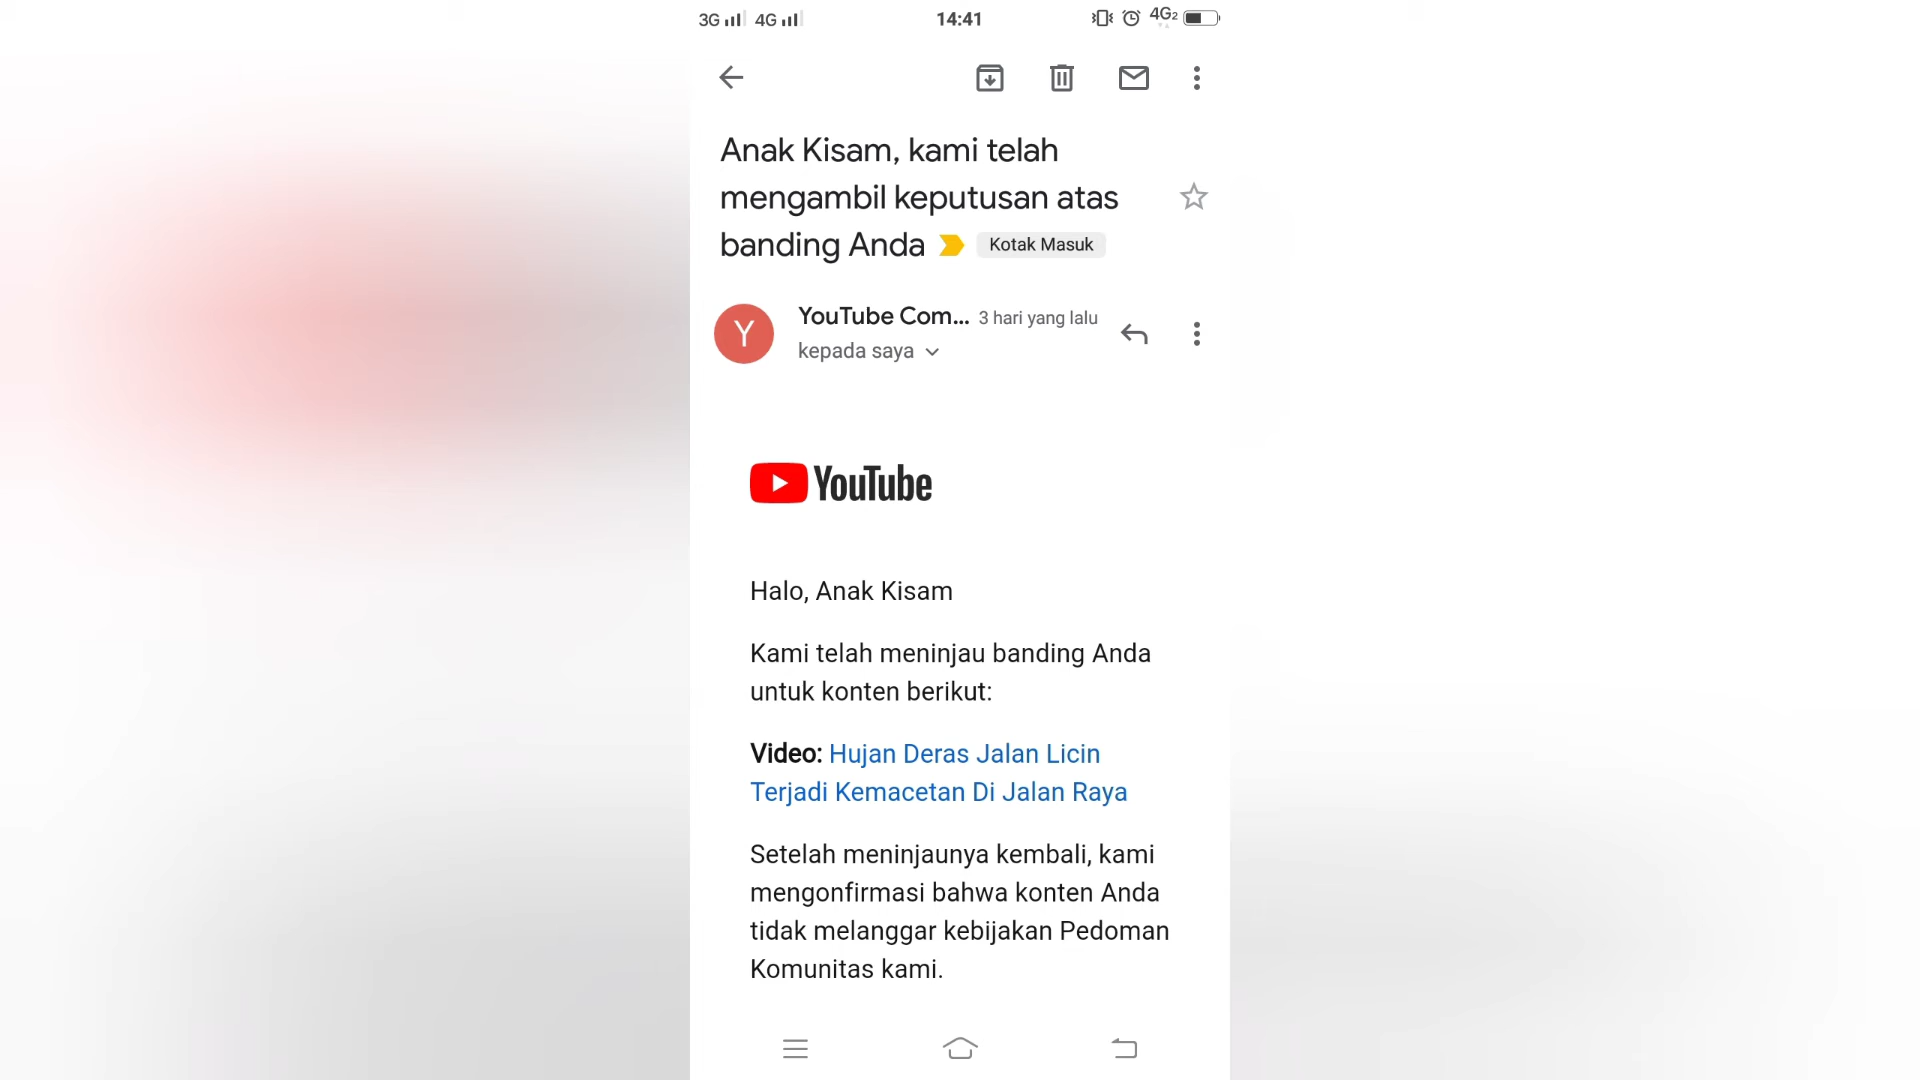 3G 4G 14:41 4G2
Anak Kisam, kami telah
mengambil keputusan atas
banding Anda Kotak Masuk
Y YouTube Com... 3 hari yang lalu
kepada saya
YouTube
Halo, Anak Kisam
Kami telah meninjau banding Anda
untuk konten berikut:
Video: Hujan Deras Jalan Licin
Terjadi Kemacetan Di Jalan Raya
Setelah meninjaunya kembali, kami
mengonfirmasi bahwa konten Anda
tidak melanggar kebijakan Pedoman
Komunitas kami.